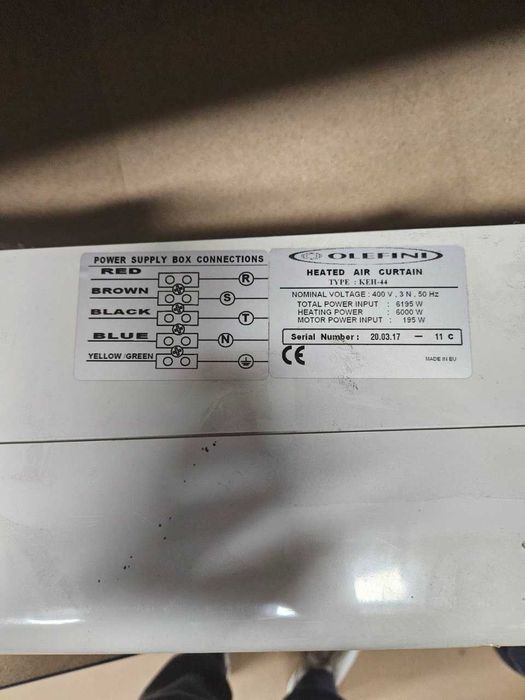 POWER SUPPLY BOX CONNECTIONS
RED R
BROWN S
BLACK T
BLUE N
YELLOW /GREEN
OLEFINI
HEATED AIR CURTAIN
TYPE : KEH-44
NOMINAL VOLTAGE : 400 V , 3 N , 50 Hz
TOTAL POWER INPUT : 6195 W
HEATING POWER : 6000 W
MOTOR POWER INPUT : 195 W
Serial Number : 20.03.17 — 11 C
CE MADE IN EU